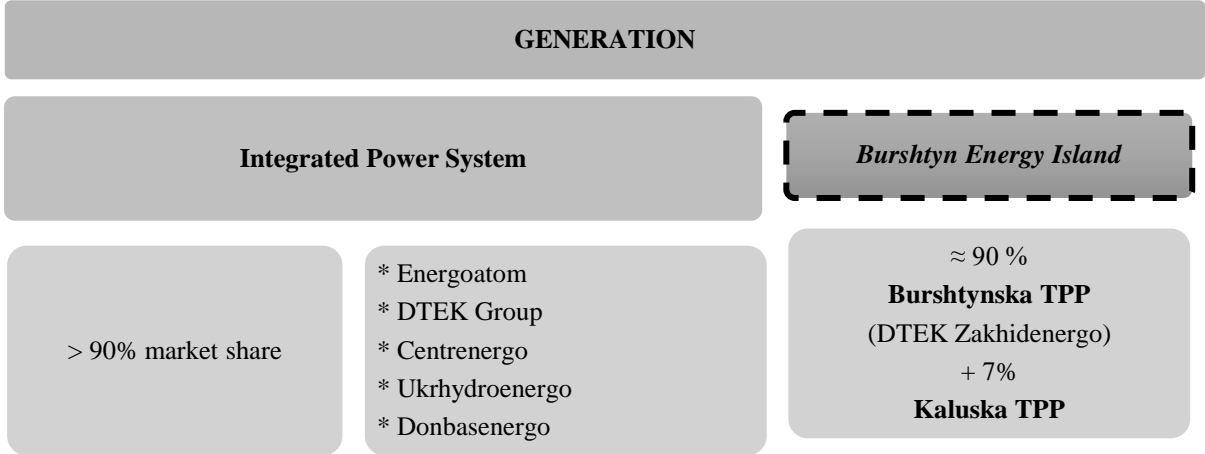 GENERATION
Integrated Power System
Burshtyn Energy Island
> 90% market share
* Energoatom
* DTEK Group
* Centrenergo
* Ukrhydroenergo
* Donbasenergo
≈ 90 %
Burshtynska TPP
(DTEK Zakhidenergo)
+ 7%
Kaluska TPP